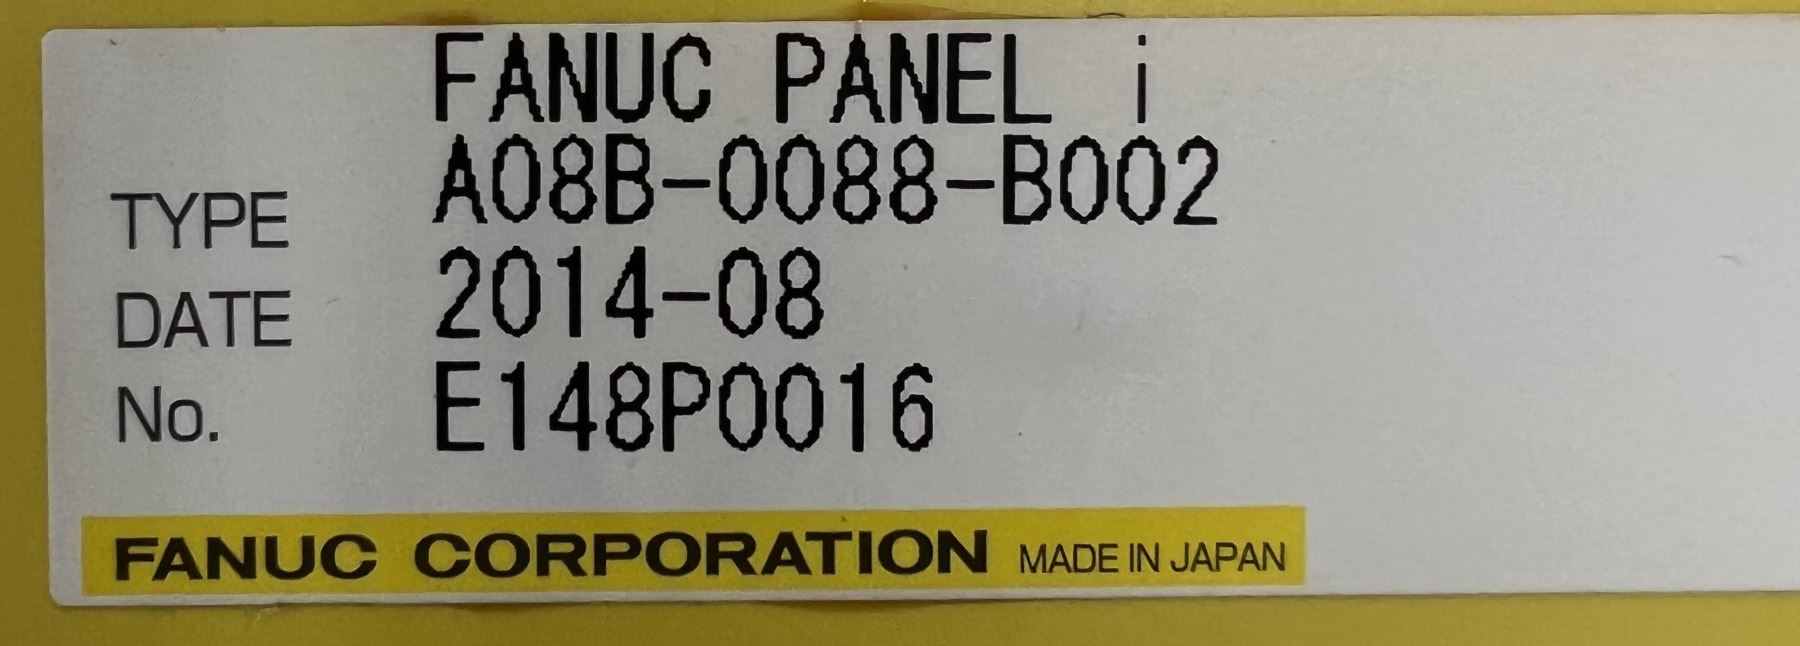 FANUC PANEL i
TYPE A08B-0088-B002
DATE 2014-08
No. E148P0016
FANUC CORPORATION MADE IN JAPAN